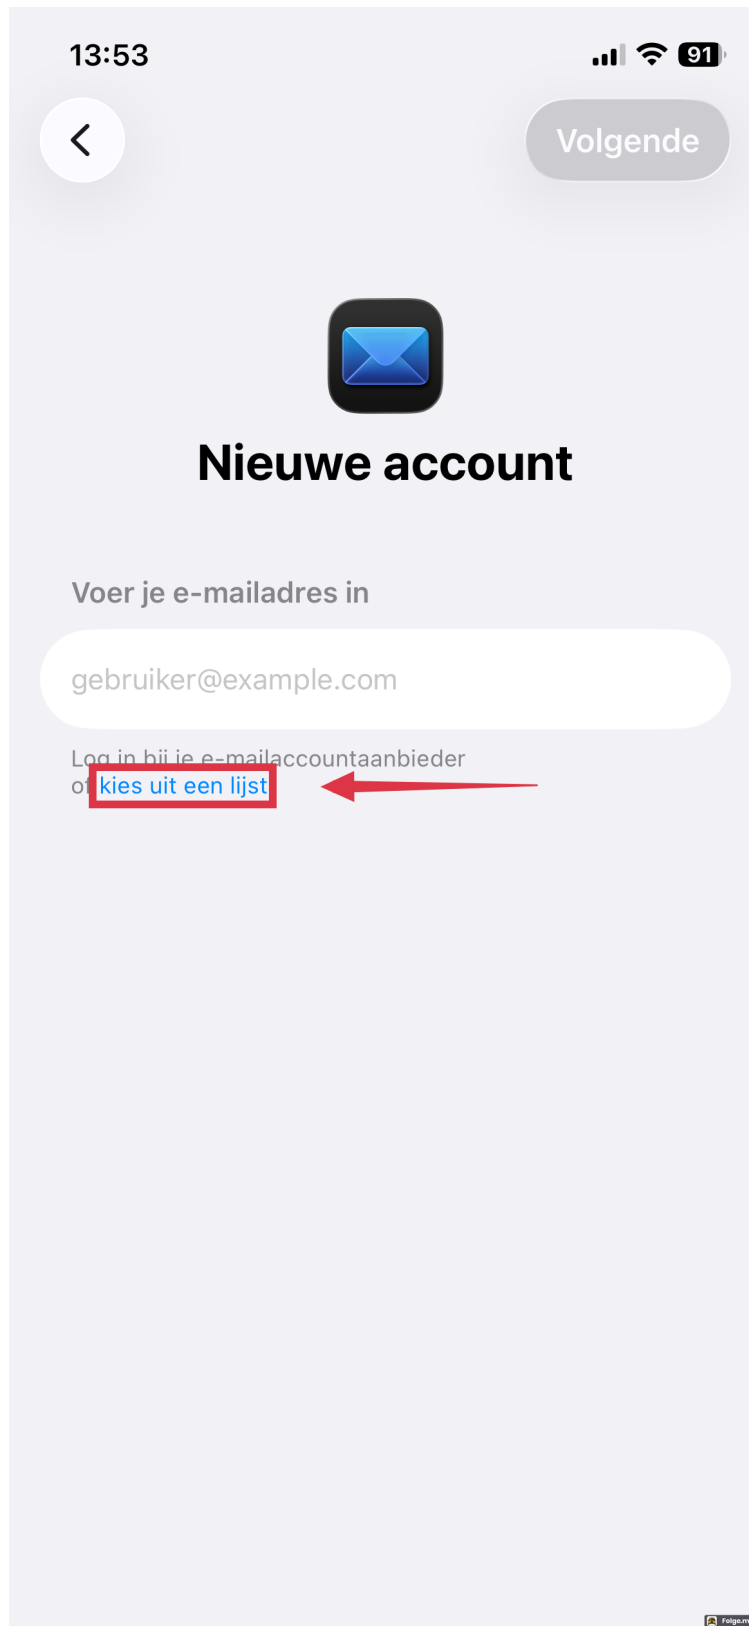 13:53
91
Volgende
Nieuwe account
Voer je e-mailadres in
gebruiker@example.com
Log in bij je e-mailaccountaanbieder
of kies uit een lijst
Folge.m